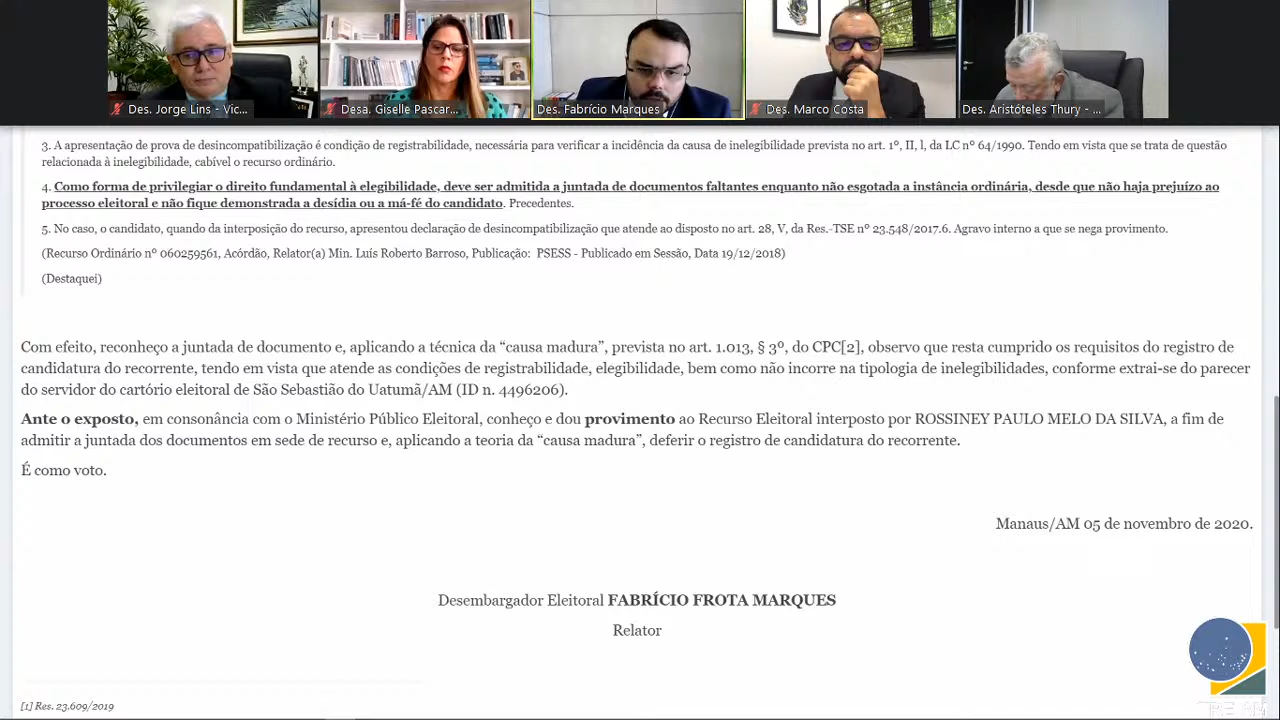 Des. Jorge Lins - Vic...
Desa. Giselle Pascar...
Des. Fabrício Marques
Des. Marco Costa
Des. Aristóteles Thury - ...
3. A apresentação de prova de desincompatibilização é condição de registrabilidade, necessária para verificar a incidência da causa de inelegibilidade prevista no art. 1º, II, l, da LC nº 64/1990. Tendo em vista que se trata de questão
relacionada à inelegibilidade, cabível o recurso ordinário.
4. Como forma de privilegiar o direito fundamental à elegibilidade, deve ser admitida a juntada de documentos faltantes enquanto não esgotada a instância ordinária, desde que não haja prejuízo ao
processo eleitoral e não fique demonstrada a desídia ou a má-fé do candidato. Precedentes.
5. No caso, o candidato, quando da interposição do recurso, apresentou declaração de desincompatibilização que atende ao disposto no art. 28, V, da Res.-TSE nº 23.548/2017.6. Agravo interno a que se nega provimento.
(Recurso Ordinário nº 060259561, Acórdão, Relator(a) Min. Luís Roberto Barroso, Publicação: PSESS - Publicado em Sessão, Data 19/12/2018)
(Destaquei)
Com efeito, reconheço a juntada de documento e, aplicando a técnica da “causa madura”, prevista no art. 1.013, § 3º, do CPC[2], observo que resta cumprido os requisitos do registro de
candidatura do recorrente, tendo em vista que atende as condições de registrabilidade, elegibilidade, bem como não incorre na tipologia de inelegibilidades, conforme extrai-se do parecer
do servidor do cartório eleitoral de São Sebastião do Uatumã/AM (ID n. 4496206).
Ante o exposto, em consonância com o Ministério Público Eleitoral, conheço e dou provimento ao Recurso Eleitoral interposto por ROSSINEY PAULO MELO DA SILVA, a fim de
admitir a juntada dos documentos em sede de recurso e, aplicando a teoria da “causa madura”, deferir o registro de candidatura do recorrente.
É como voto.
Manaus/AM 05 de novembro de 2020.
Desembargador Eleitoral FABRÍCIO FROTA MARQUES
Relator
[1] Res. 23.609/2019
TRE-AM